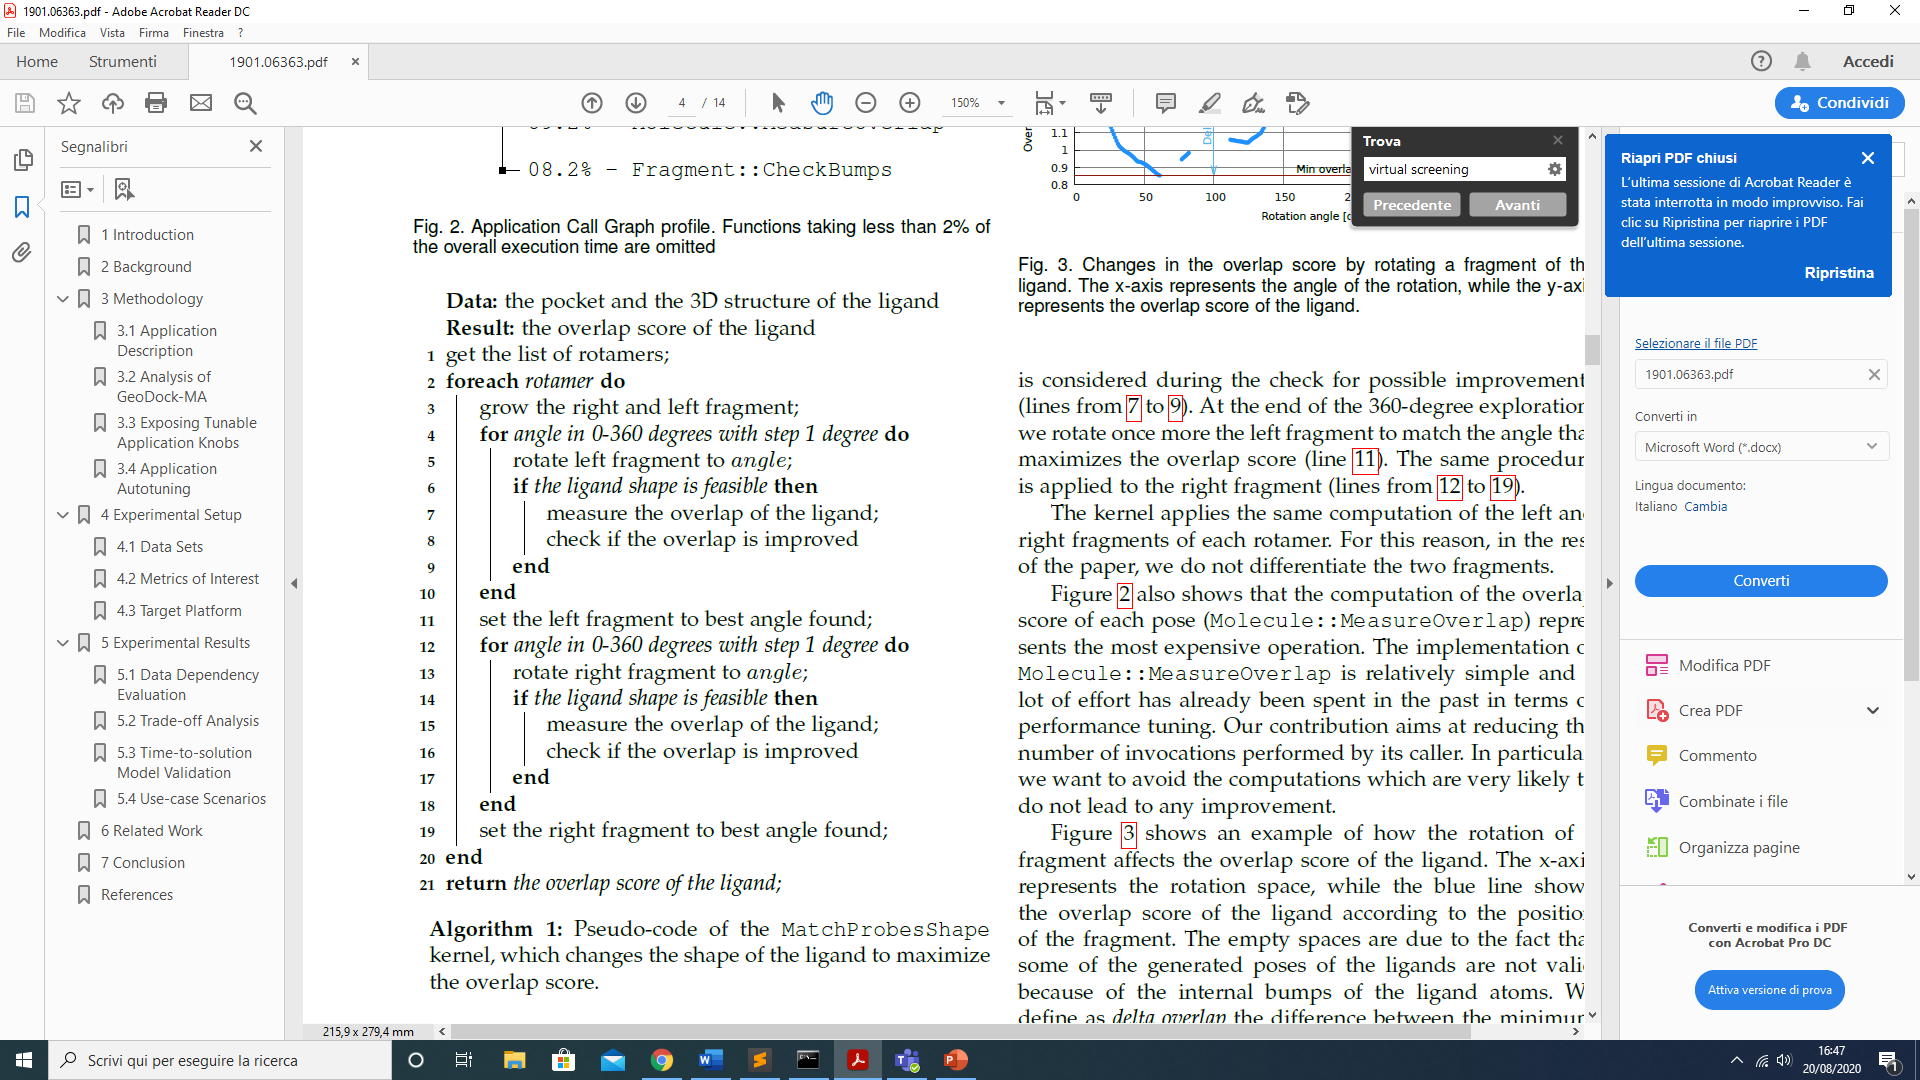 1901.06363.pdf - Adobe Acrobat Reader DC
File Modifica Vista Firma Finestra ?
Home Strumenti 1901.06363.pdf × Accedi
4 / 14 150% Condividi
Segnalibri
1 Introduction
2 Background
3 Methodology
3.1 Application
Description
3.2 Analysis of
GeoDock-MA
3.3 Exposing Tunable
Application Knobs
3.4 Application
Autotuning
4 Experimental Setup
4.1 Data Sets
4.2 Metrics of Interest
4.3 Target Platform
5 Experimental Results
5.1 Data Dependency
Evaluation
5.2 Trade-off Analysis
5.3 Time-to-solution
Model Validation
5.4 Use-case Scenarios
6 Related Work
7 Conclusion
References
08.2% – Fragment::CheckBumps
Fig. 2. Application Call Graph profile. Functions taking less than 2% of
the overall execution time are omitted
Data: the pocket and the 3D structure of the ligand
Result: the overlap score of the ligand
1 get the list of rotamers;
2 foreach rotamer do
3 grow the right and left fragment;
4 for angle in 0-360 degrees with step 1 degree do
5 rotate left fragment to angle;
6 if the ligand shape is feasible then
7 measure the overlap of the ligand;
8 check if the overlap is improved
9 end
10 end
11 set the left fragment to best angle found;
12 for angle in 0-360 degrees with step 1 degree do
13 rotate right fragment to angle;
14 if the ligand shape is feasible then
15 measure the overlap of the ligand;
16 check if the overlap is improved
17 end
18 end
19 set the right fragment to best angle found;
20 end
21 return the overlap score of the ligand;
Algorithm 1: Pseudo-code of the MatchProbesShape
kernel, which changes the shape of the ligand to maximize
the overlap score.
Over
1.1
1
0.9
0.8
Del
Min overla
0 50 100 150 2
Rotation angle [d
Fig. 3. Changes in the overlap score by rotating a fragment of th
ligand. The x-axis represents the angle of the rotation, while the y-axi
represents the overlap score of the ligand.
is considered during the check for possible improvement
(lines from 7 to 9). At the end of the 360-degree exploration
we rotate once more the left fragment to match the angle tha
maximizes the overlap score (line 11). The same procedur
is applied to the right fragment (lines from 12 to 19).
The kernel applies the same computation of the left an
right fragments of each rotamer. For this reason, in the res
of the paper, we do not differentiate the two fragments.
Figure 2 also shows that the computation of the overla
score of each pose (Molecule::MeasureOverlap) repre
sents the most expensive operation. The implementation o
Molecule::MeasureOverlap is relatively simple and
lot of effort has already been spent in the past in terms o
performance tuning. Our contribution aims at reducing th
number of invocations performed by its caller. In particula
we want to avoid the computations which are very likely t
do not lead to any improvement.
Figure 3 shows an example of how the rotation of
fragment affects the overlap score of the ligand. The x-axi
represents the rotation space, while the blue line show
the overlap score of the ligand according to the positio
of the fragment. The empty spaces are due to the fact tha
some of the generated poses of the ligands are not vali
because of the internal bumps of the ligand atoms. W
define as delta overlap the difference between the minimum
215,9 x 279,4 mm
Trova
virtual screening
Precedente Avanti
Riapri PDF chiusi
L'ultima sessione di Acrobat Reader è
stata interrotta in modo improvviso. Fai
clic su Ripristina per riaprire i PDF
dell'ultima sessione.
Ripristina
Selezionare il file PDF
1901.06363.pdf
Converti in
Microsoft Word (*.docx)
Lingua documento:
Italiano Cambia
Converti
Modifica PDF
Crea PDF
Commento
Combinate i file
Organizza pagine
Converti e modifica i PDF
con Acrobat Pro DC
Attiva versione di prova
Scrivi qui per eseguire la ricerca
16:47
20/08/2020
1